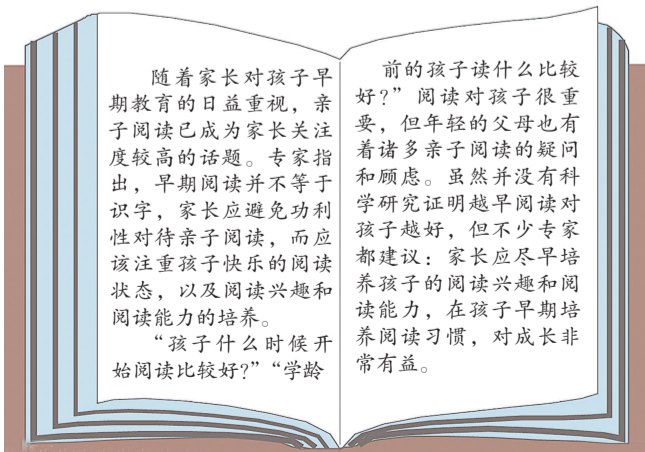 随着家长对孩子早
期教育的日益重视，亲
子阅读已成为家长关注
度较高的话题。专家指
出，早期阅读并不等于
识字，家长应避免功利
性对待亲子阅读，而应
该注重孩子快乐的阅读
状态，以及阅读兴趣和
阅读能力的培养。
“孩子什么时候开
始阅读比较好?”“学龄
前的孩子读什么比较
好?”阅读对孩子很重
要，但年轻的父母也有
着诸多亲子阅读的疑问
和顾虑。虽然并没有科
学研究证明越早阅读对
孩子越好，但不少专家
都建议：家长应尽早培
养孩子的阅读兴趣和阅
读能力，在孩子早期培
养阅读习惯，对成长非
常有益。